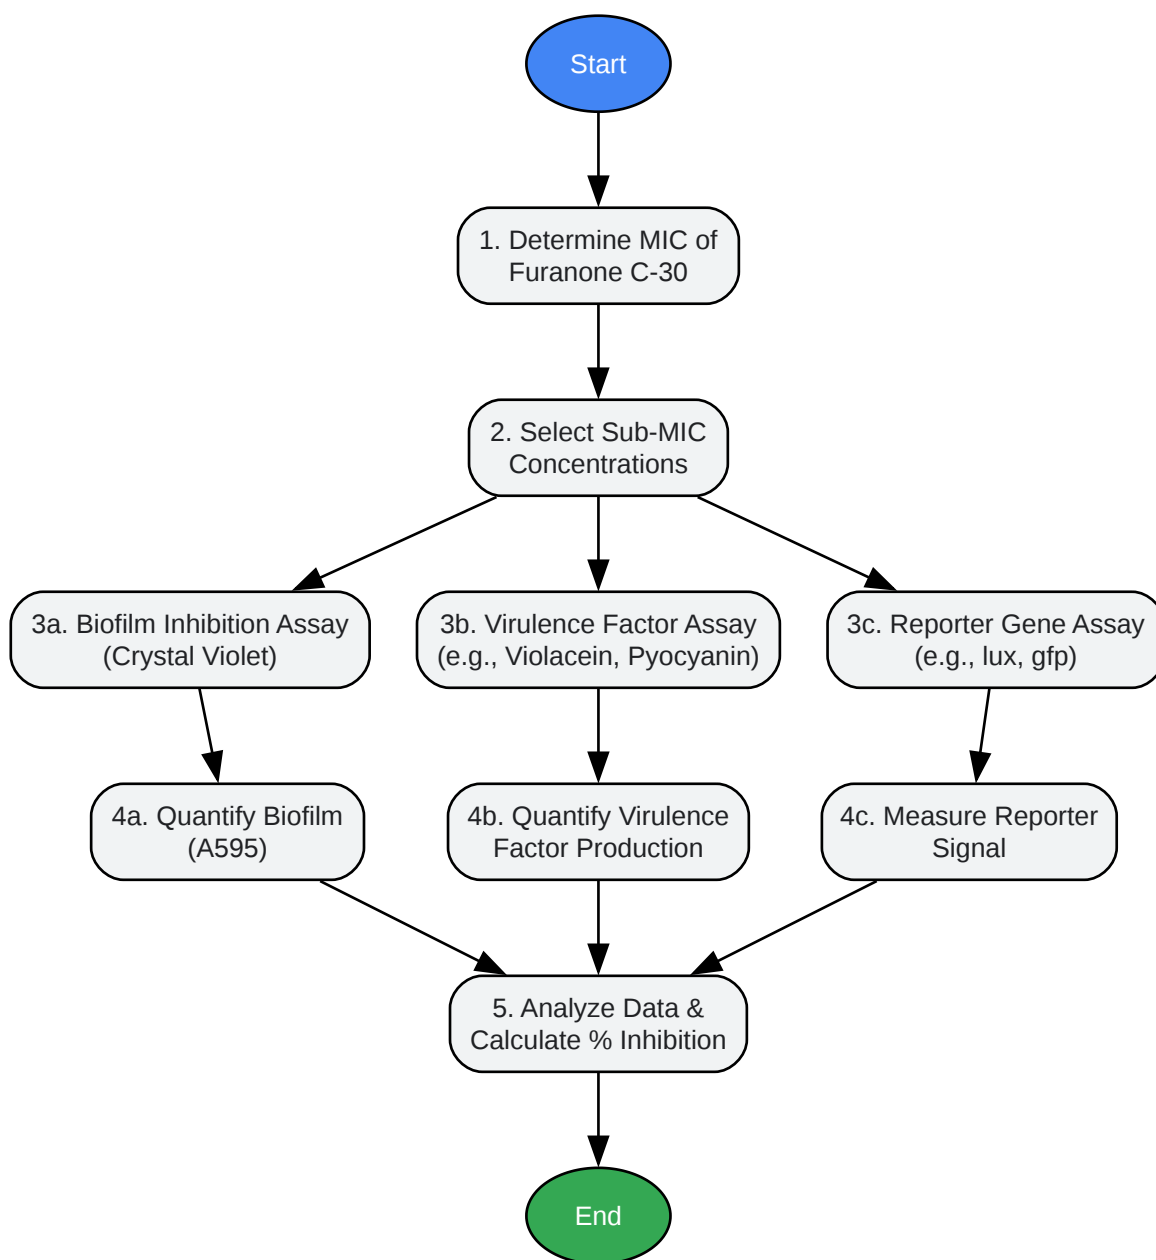 Start
1. Determine MIC of
Furanone C-30
2. Select Sub-MIC
Concentrations
3a. Biofilm Inhibition Assay
(Crystal Violet)
3b. Virulence Factor Assay
(e.g., Violacein, Pyocyanin)
3c. Reporter Gene Assay
(e.g., lux, gfp)
4a. Quantify Biofilm
(A595)
4b. Quantify Virulence
Factor Production
4c. Measure Reporter
Signal
5. Analyze Data &
Calculate % Inhibition
End